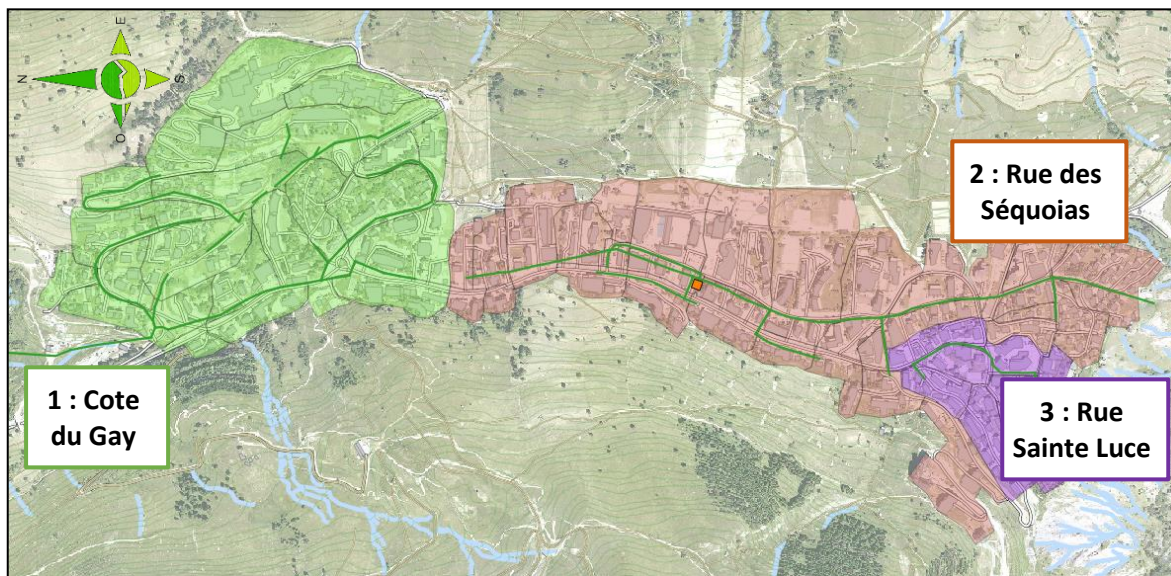 E
N
S
O
2 : Rue des
Séquoias
1 : Cote
du Gay
3 : Rue
Sainte Luce